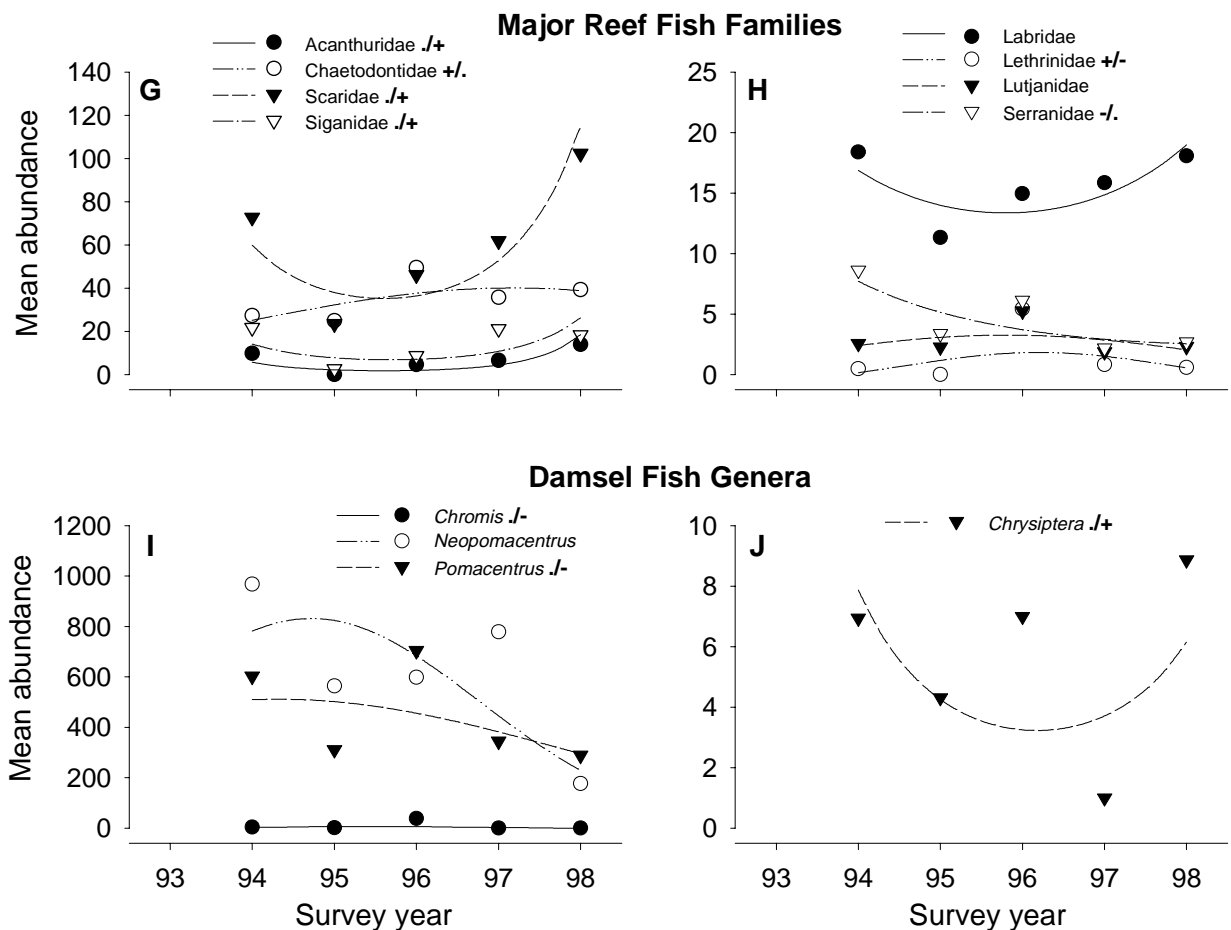 Major Reef Fish Families
G
Acanthuridae ./+
Chaetodontidae +/.
Scaridae ./+
Siganidae ./+
Mean abundance
140
120
100
80
60
40
20
0
H
Labridae
Lethrinidae +/-
Lutjanidae
Serranidae -/.
25
20
15
10
5
0
Damsel Fish Genera
I
Chromis ./-
Neopomacentrus
Pomacentrus ./-
Mean abundance
1200
1000
800
600
400
200
0
93 94 95 96 97 98
Survey year
J
Chrysiptera ./+
10
8
6
4
2
0
93 94 95 96 97 98
Survey year